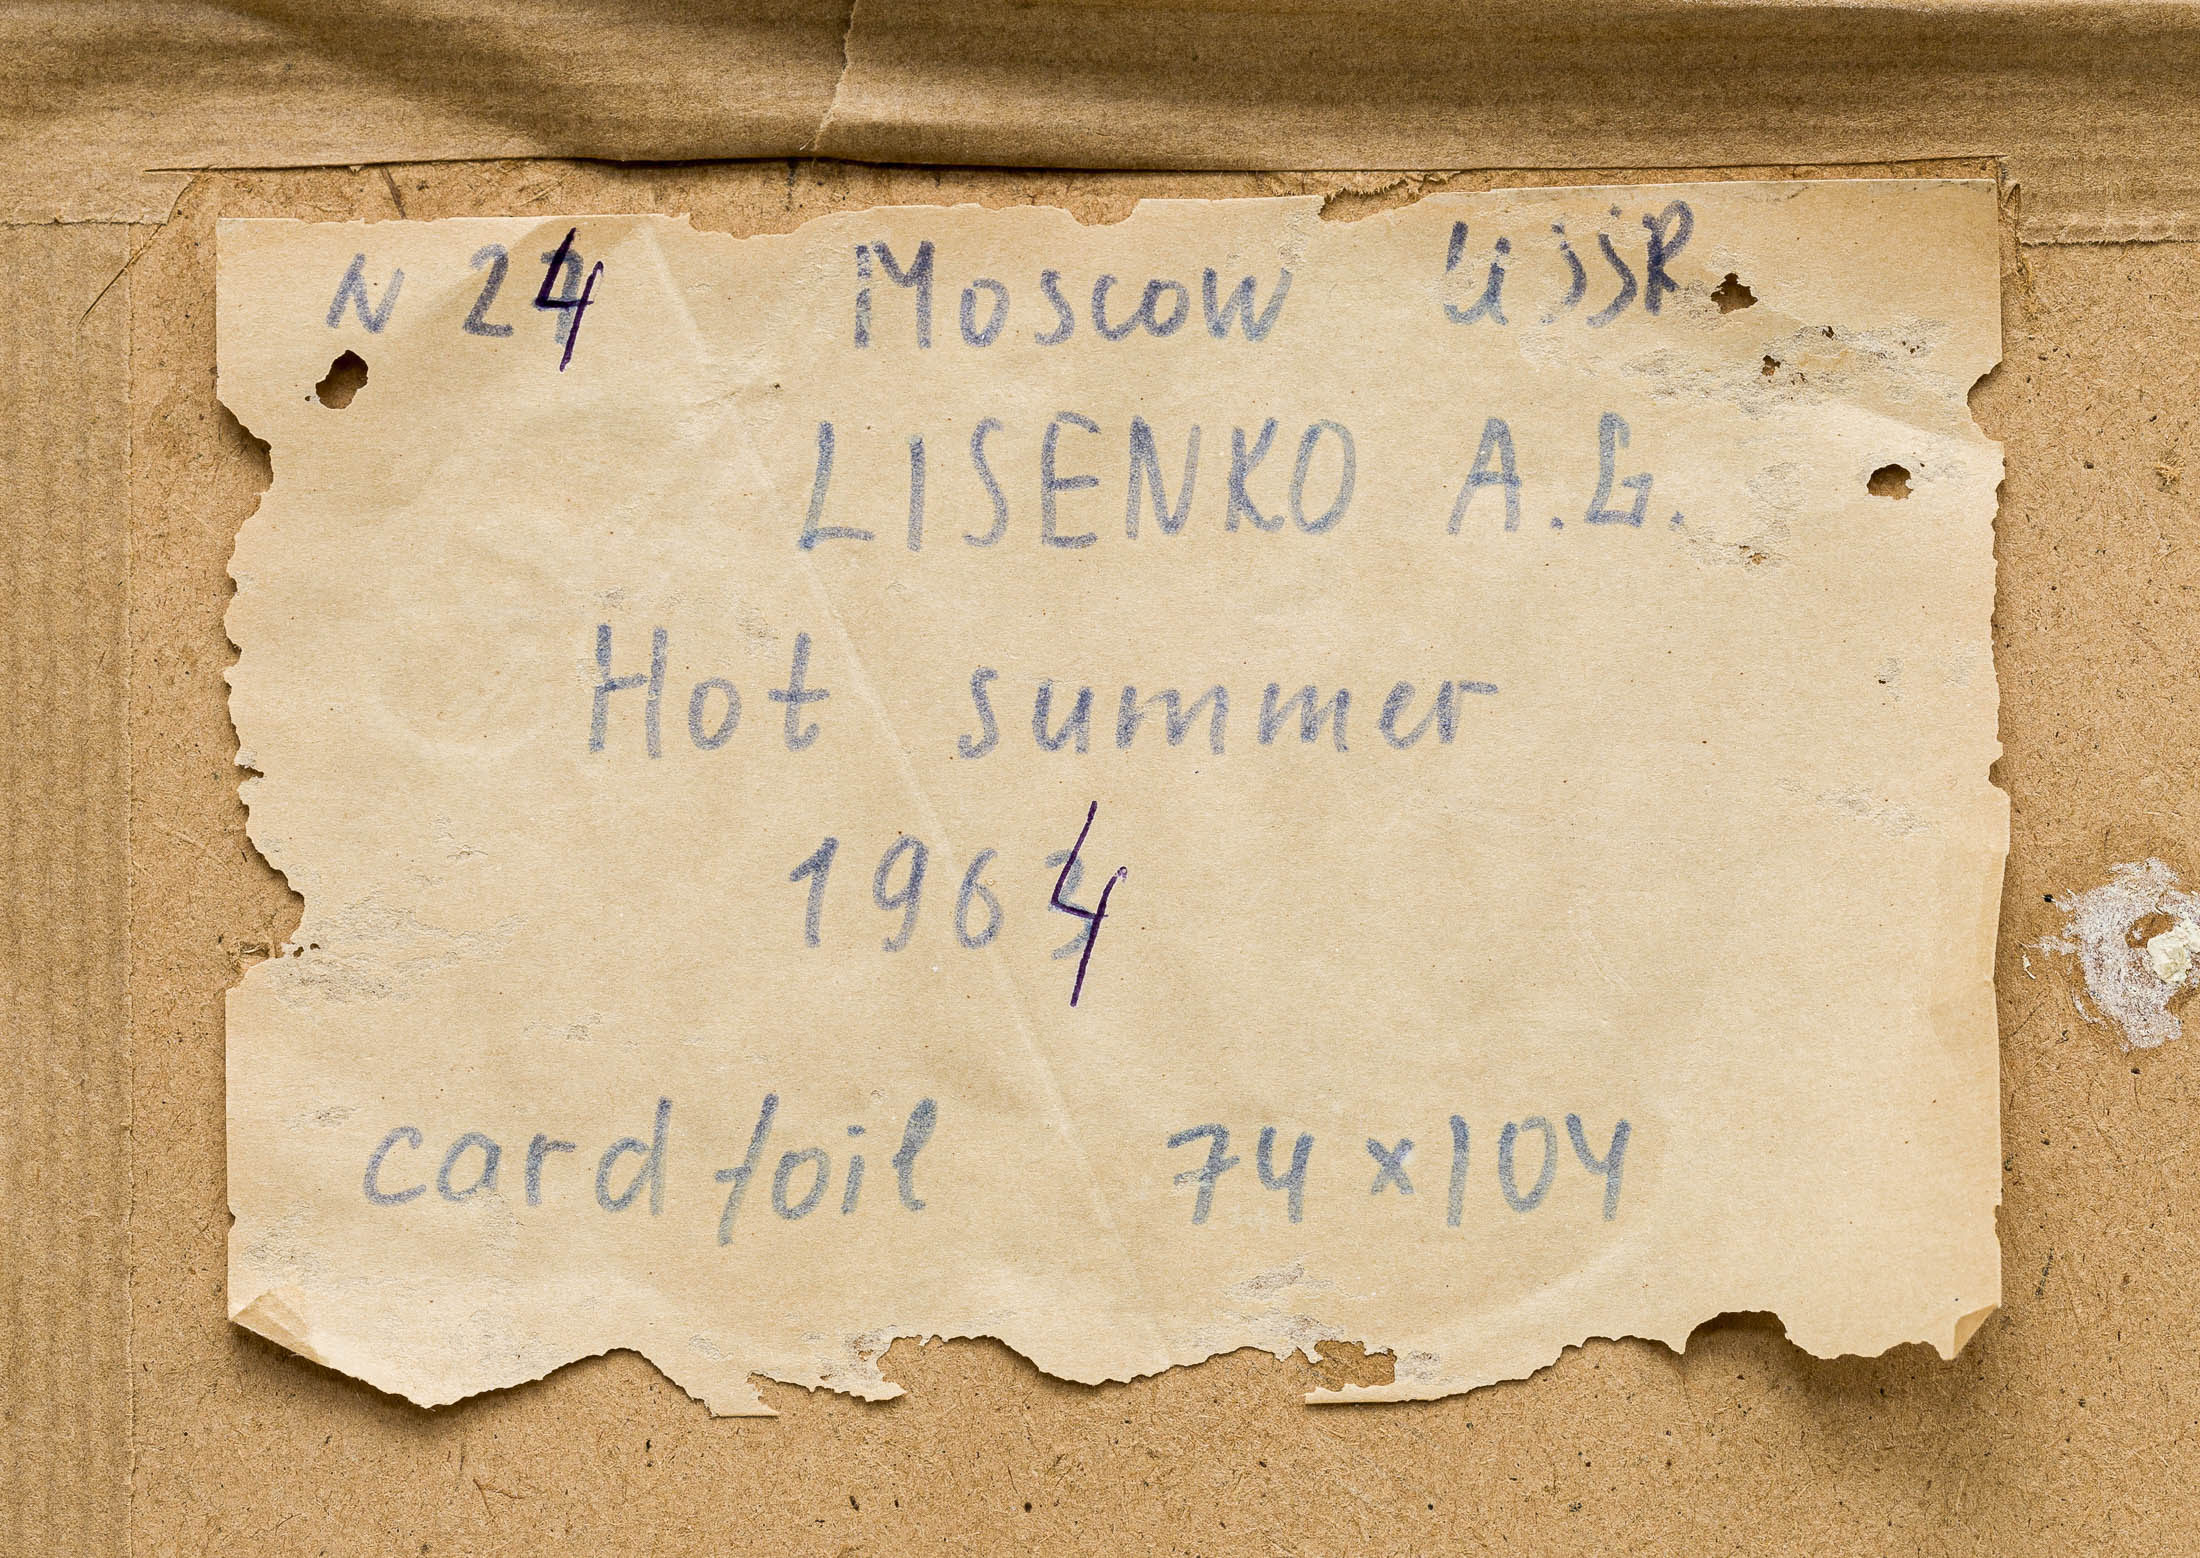 N 24 Moscow USSR
LISENKO A.G.
Hot summer
1964
cardfoil 74x104